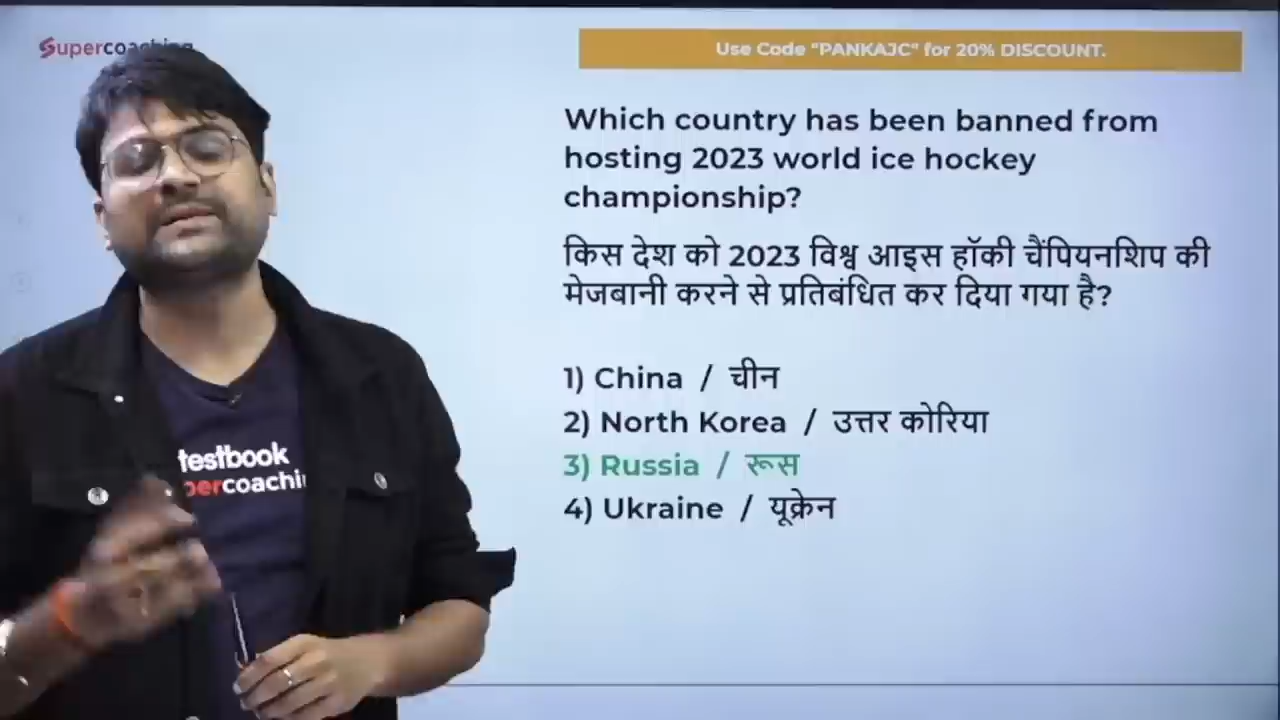 Supercoaching
Use Code "PANKAJC" for 20% DISCOUNT.
Which country has been banned from
hosting 2023 world ice hockey
championship?
किस देश को 2023 विश्व आइस हॉकी चैंपियनशिप की
मेजबानी करने से प्रतिबंधित कर दिया गया है?
1) China / चीन
2) North Korea / उत्तर कोरिया
3) Russia / रूस
4) Ukraine / यूक्रेन
testbook
percoachi